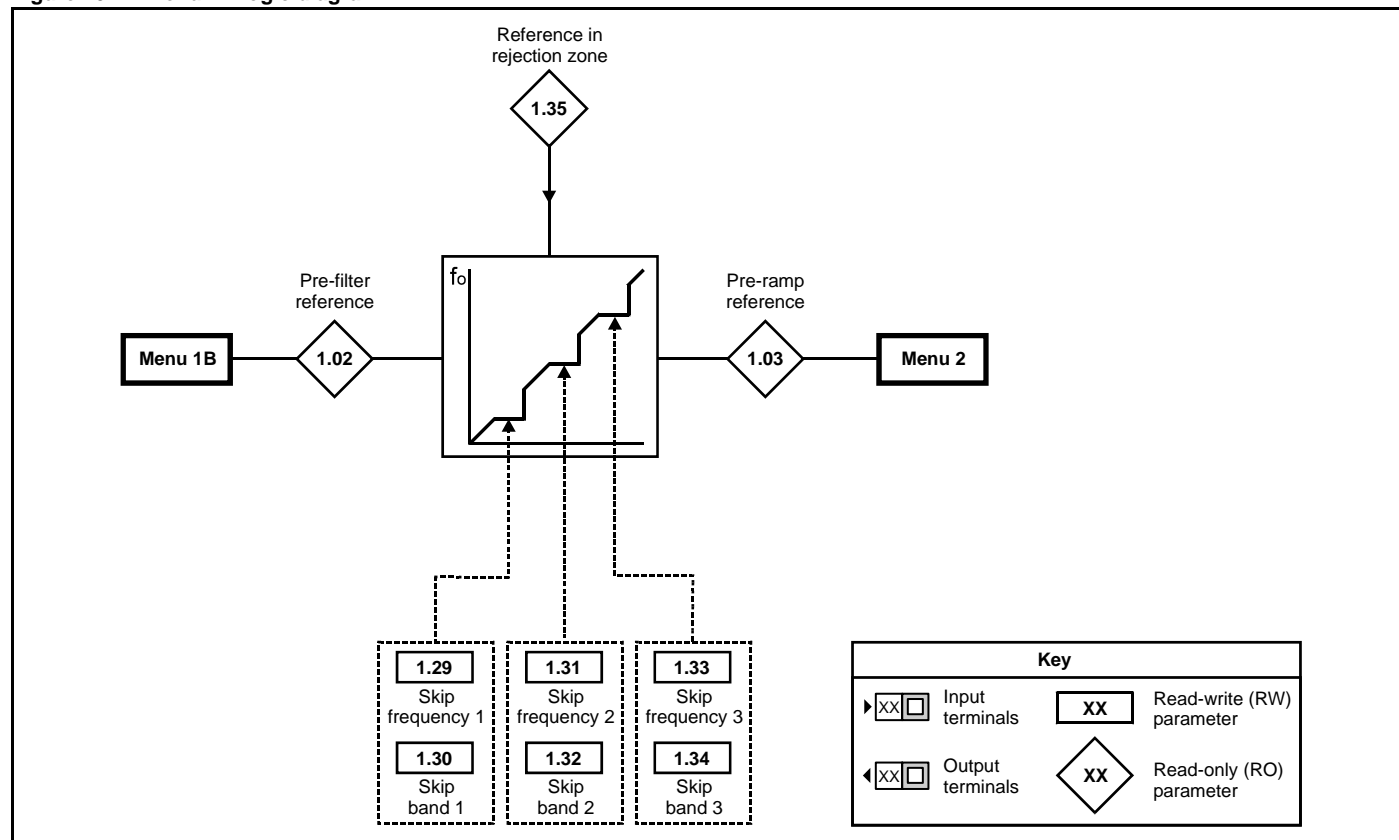 Reference in
rejection zone
1.35
fo
Pre-filter
reference
Pre-ramp
reference
Menu 1B
1.02
1.03
Menu 2
1.29
Skip
frequency 1
1.30
Skip
band 1
1.31
Skip
frequency 2
1.32
Skip
band 2
1.33
Skip
frequency 3
1.34
Skip
band 3
Key
XX
Input
terminals
XX
Read-write (RW)
parameter
XX
Output
terminals
XX
Read-only (RO)
parameter